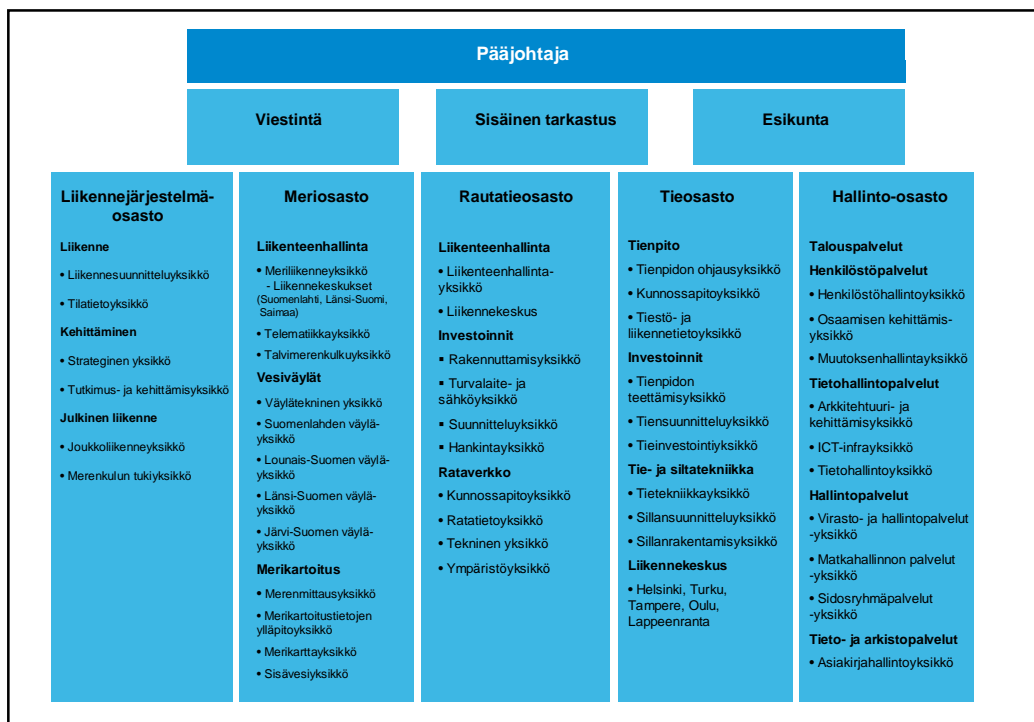 Pääjohtaja
Viestintä
Sisäinen tarkastus
Esikunta
Liikennejärjestelmä-
osasto
Liikenne
• Liikennesuunnitteluyksikkö
• Tilatietoyksikkö
Kehittäminen
• Strateginen yksikkö
• Tutkimus- ja kehittämisyksikkö
Julkinen liikenne
• Joukkoliikenneyksikkö
• Merenkulun tukiyksikkö
Meriosasto
Liikenteenhallinta
• Meriliikenneyksikkö
- Liikennekeskukset
(Suomenlahti, Länsi-Suomi,
Saimaa)
• Telematiikkayksikkö
• Talvimerenkulkuyksikkö
Vesiväylät
• Väylätekninen yksikkö
• Suomenlahden väylä-
yksikkö
• Lounais-Suomen väylä-
yksikkö
• Länsi-Suomen väylä-
yksikkö
• Järvi-Suomen väylä-
yksikkö
Merikartoitus
• Merenmittausyksikkö
• Merikartoitustietojen
ylläpitoyksikkö
• Merikarttayksikkö
• Sisävesiyksikkö
Rautatieosasto
Liikenteenhallinta
• Liikenteenhallinta-
yksikkö
• Liikennekeskus
Investoinnit
▪ Rakennuttamisyksikkö
▪ Turvalaite- ja
sähköyksikkö
▪ Suunnitteluyksikkö
▪ Hankintayksikkö
Rataverkko
• Kunnossapitoyksikkö
• Ratatietoyksikkö
• Tekninen yksikkö
• Ympäristöyksikkö
Tieosasto
Tienpito
• Tienpidon ohjausyksikkö
• Kunnossapitoyksikkö
• Tiestö- ja
liikennetietoyksikkö
Investoinnit
• Tienpidon
teettämisyksikkö
• Tiensuunnitteluyksikkö
• Tieinvestointiyksikkö
Tie- ja siltatekniikka
• Tietekniikkayksikkö
• Sillansuunnitteluyksikkö
• Sillanrakentamisyksikkö
Liikennekeskus
• Helsinki, Turku,
Tampere, Oulu,
Lappeenranta
Hallinto-osasto
Talouspalvelut
Henkilöstöpalvelut
• Henkilöstöhallintoyksikkö
• Osaamisen kehittämis-
yksikkö
• Muutoksenhallintayksikkö
Tietohallintopalvelut
• Arkkitehtuuri- ja
kehittämisyksikkö
• ICT-infrayksikkö
• Tietohallintoyksikkö
Hallintopalvelut
• Virasto- ja hallintopalvelut
-yksikkö
• Matkahallinnon palvelut
-yksikkö
• Sidosryhmäpalvelut
-yksikkö
Tieto- ja arkistopalvelut
• Asiakirjahallintoyksikkö